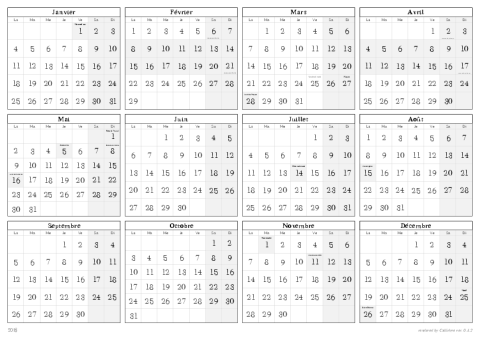 Janvier
Lu Ma Me Je Ve Sa Di
1 2 3
4 5 6 7 8 9 10
11 12 13 14 15 16 17
18 19 20 21 22 23 24
25 26 27 28 29 30 31
Février
Lu Ma Me Je Ve Sa Di
1 2 3 4 5 6 7
8 9 10 11 12 13 14
15 16 17 18 19 20 21
22 23 24 25 26 27 28
29
Mars
Lu Ma Me Je Ve Sa Di
1 2 3 4 5 6
7 8 9 10 11 12 13
14 15 16 17 18 19 20
21 22 23 24 25 26 27
28 29 30 31
Avril
Lu Ma Me Je Ve Sa Di
1 2 3
4 5 6 7 8 9 10
11 12 13 14 15 16 17
18 19 20 21 22 23 24
25 26 27 28 29 30
Mai
Lu Ma Me Je Ve Sa Di
1
2 3 4 5 6 7 8
9 10 11 12 13 14 15
16 17 18 19 20 21 22
23 24 25 26 27 28 29
30 31
Juin
Lu Ma Me Je Ve Sa Di
1 2 3 4 5
6 7 8 9 10 11 12
13 14 15 16 17 18 19
20 21 22 23 24 25 26
27 28 29 30
Juillet
Lu Ma Me Je Ve Sa Di
1 2 3
4 5 6 7 8 9 10
11 12 13 14 15 16 17
18 19 20 21 22 23 24
25 26 27 28 29 30 31
Août
Lu Ma Me Je Ve Sa Di
1 2 3 4 5 6 7
8 9 10 11 12 13 14
15 16 17 18 19 20 21
22 23 24 25 26 27 28
29 30 31
Septembre
Lu Ma Me Je Ve Sa Di
1 2 3 4
5 6 7 8 9 10 11
12 13 14 15 16 17 18
19 20 21 22 23 24 25
26 27 28 29 30
Octobre
Lu Ma Me Je Ve Sa Di
1 2
3 4 5 6 7 8 9
10 11 12 13 14 15 16
17 18 19 20 21 22 23
24 25 26 27 28 29 30
31
Novembre
Lu Ma Me Je Ve Sa Di
1 2 3 4 5 6
7 8 9 10 11 12 13
14 15 16 17 18 19 20
21 22 23 24 25 26 27
28 29 30
Décembre
Lu Ma Me Je Ve Sa Di
1 2 3 4
5 6 7 8 9 10 11
12 13 14 15 16 17 18
19 20 21 22 23 24 25
26 27 28 29 30 31
2016